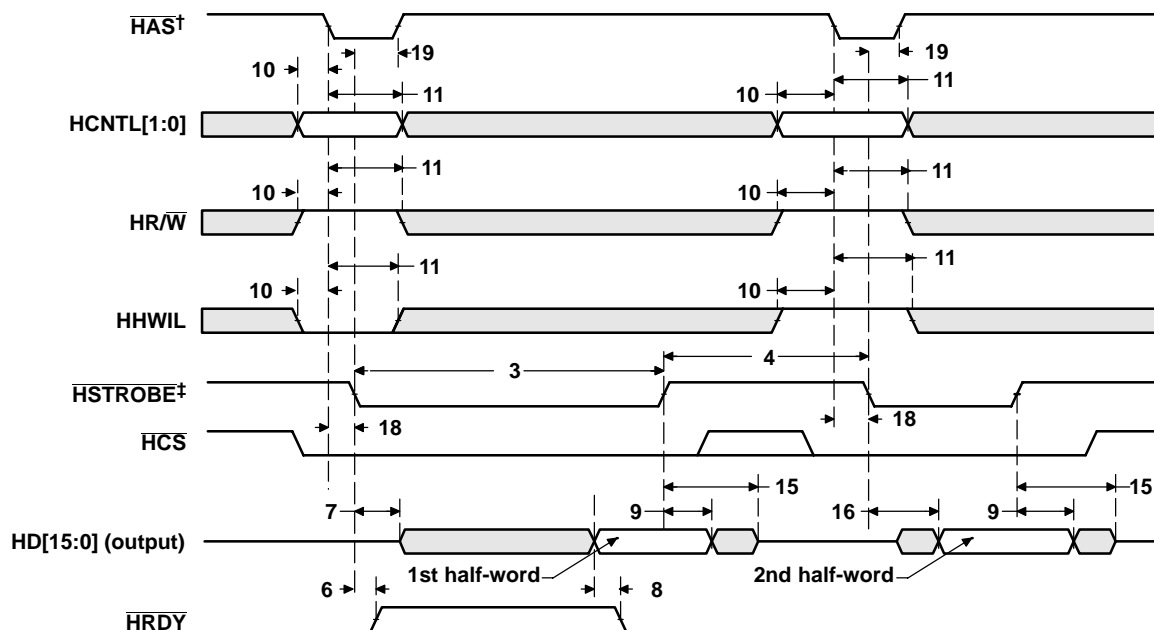 HAS†
19
19
10
11
11
10
HCNTL[1:0]
11
11
10
10
HR/W
11
11
10
10
HHWIL
3
4
HSTROBE‡
18
18
HCS
15
15
7
9
16
9
HD[15:0] (output)
1st half-word
2nd half-word
6
8
HRDY